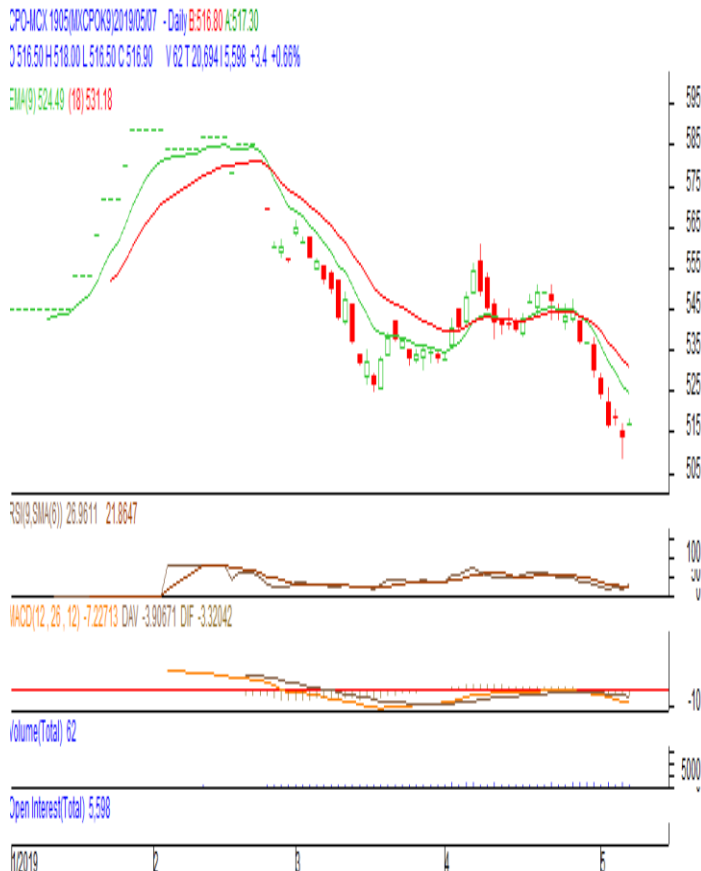 CPO-MCX 1905(MXCPOK9)2019/05/07 - Daily B:516.80 A:517.30
O 516.50 H 518.00 L 516.50 C 516.90 V 62 T 20,694 I 5,598 +3.4 +0.66%
EMA(9) 524.49 (18) 531.18
595
585
575
565
555
545
535
525
515
505
RSI(9,SMA(6)) 26.9611 21.8647
100
50
0
MACD(12 , 26 , 12) -7.22713 DAV -3.90671 DIF -3.32042
-10
Volume(Total) 62
5000
Open Interest(Total) 5,598
1/2019 2 3 4 5